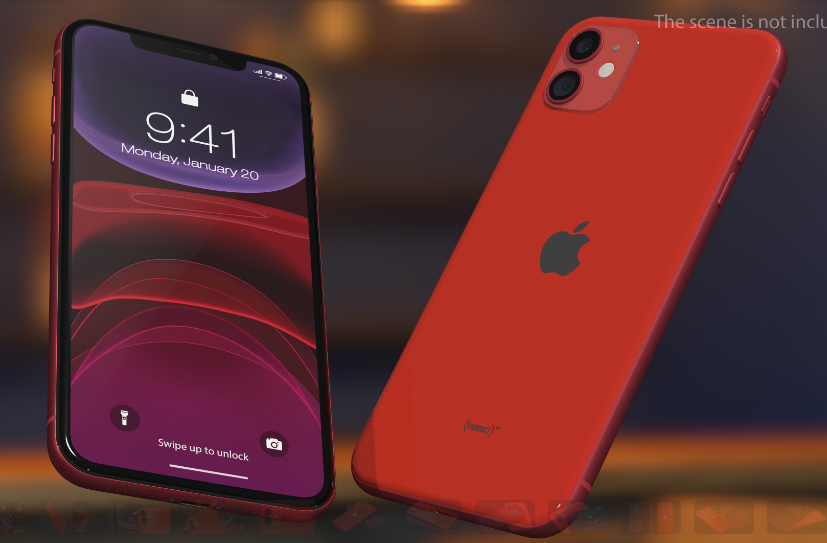 The scene is not inclu
9:41
Monday, January 20
Swipe up to unlock